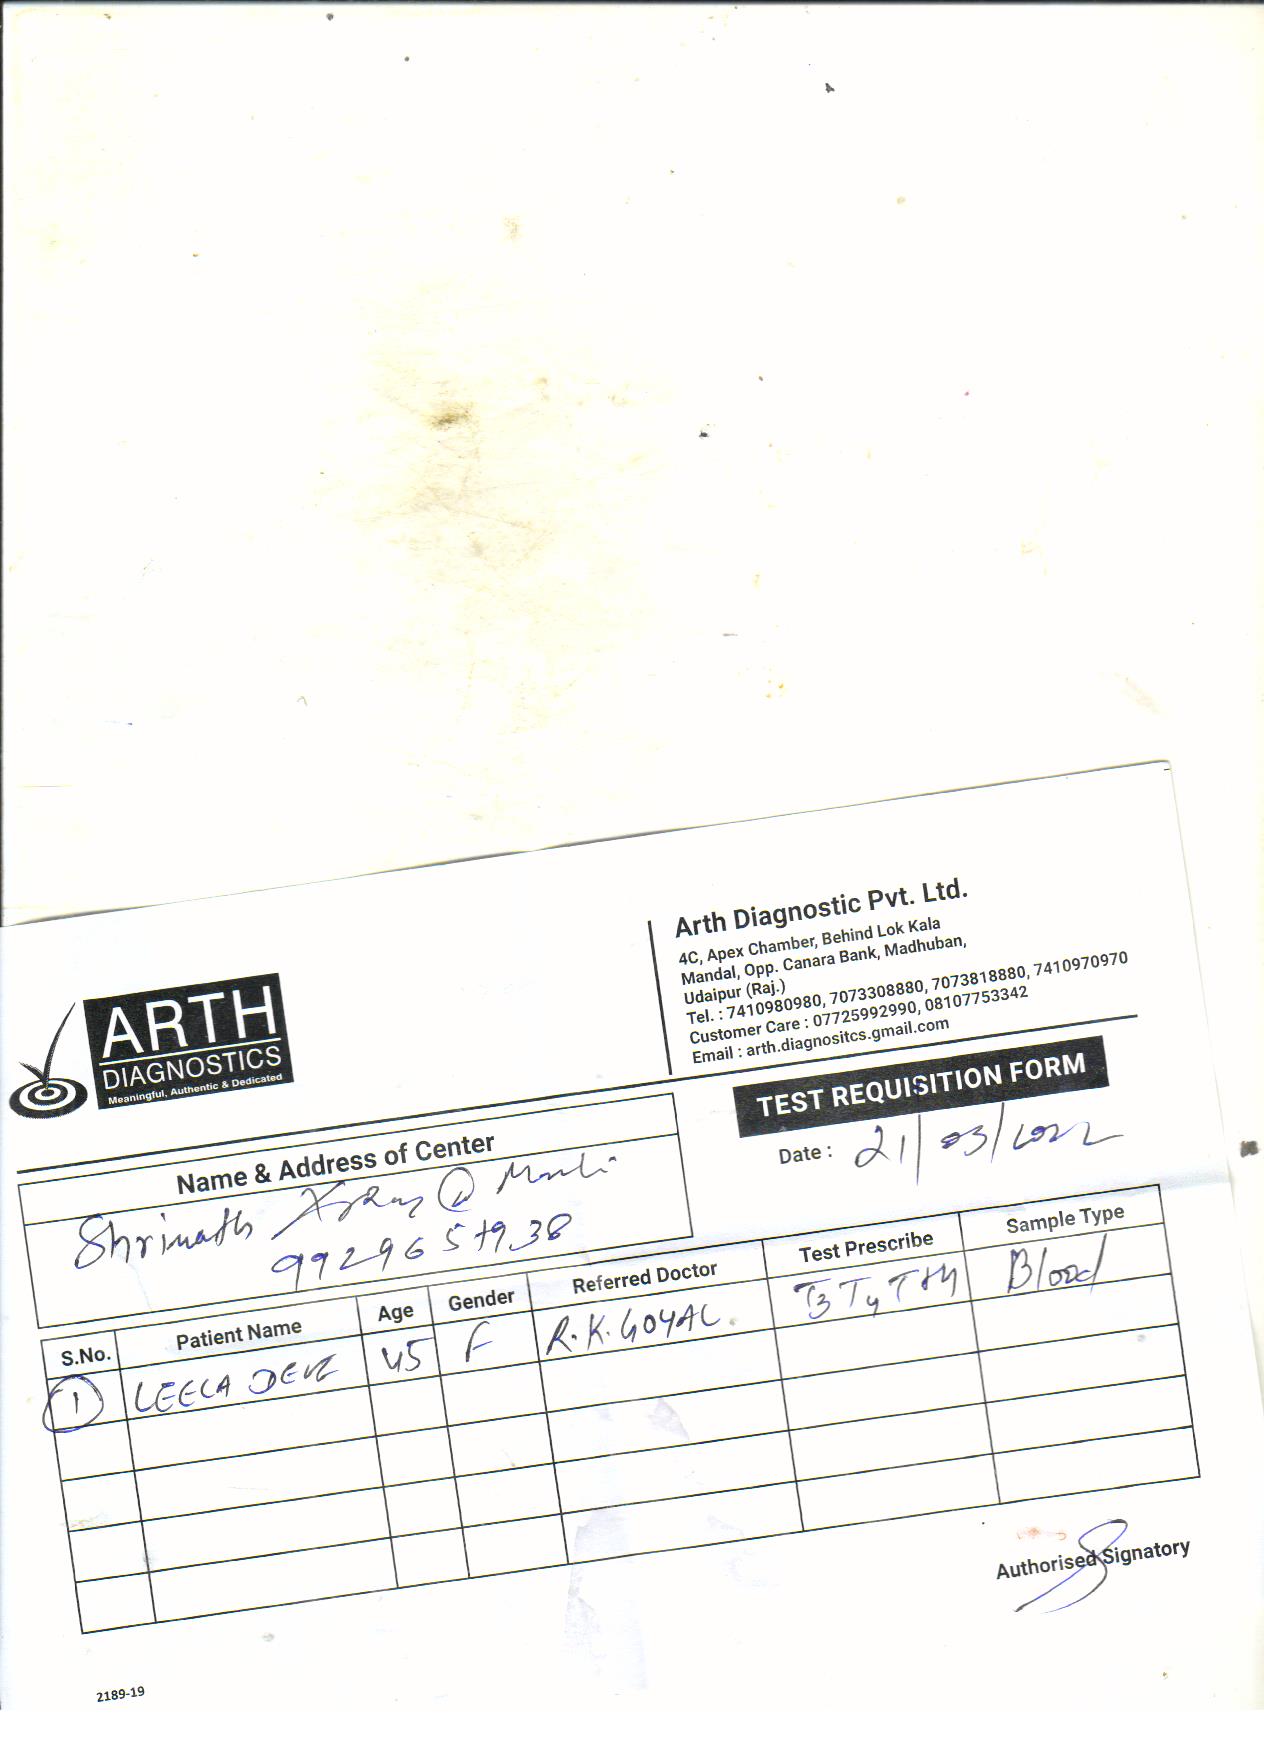 Arth Diagnostic Pvt. Ltd.
4C, Apex Chamber, Behind Lok Kala
Mandal, Opp. Canara Bank, Madhuban,
Udaipur (Raj.)
Tel. : 7410980980, 7073308880, 7073818880, 7410970970
Customer Care : 07725992990, 08107753342
Email : arth.diagnositcs.gmail.com
ARTH
DIAGNOSTICS
Meaningful, Authentic & Dedicated
TEST REQUISITION FORM
Date : 21/03/2022
Name & Address of Center
Shrinath
9929657938
S.No. Patient Name Age Gender Referred Doctor Test Prescribe Sample Type
1 LEELA DEVI 45 F R.K. GOYAL. T3 T4 TSH Blood
Authorised Signatory
2189-19